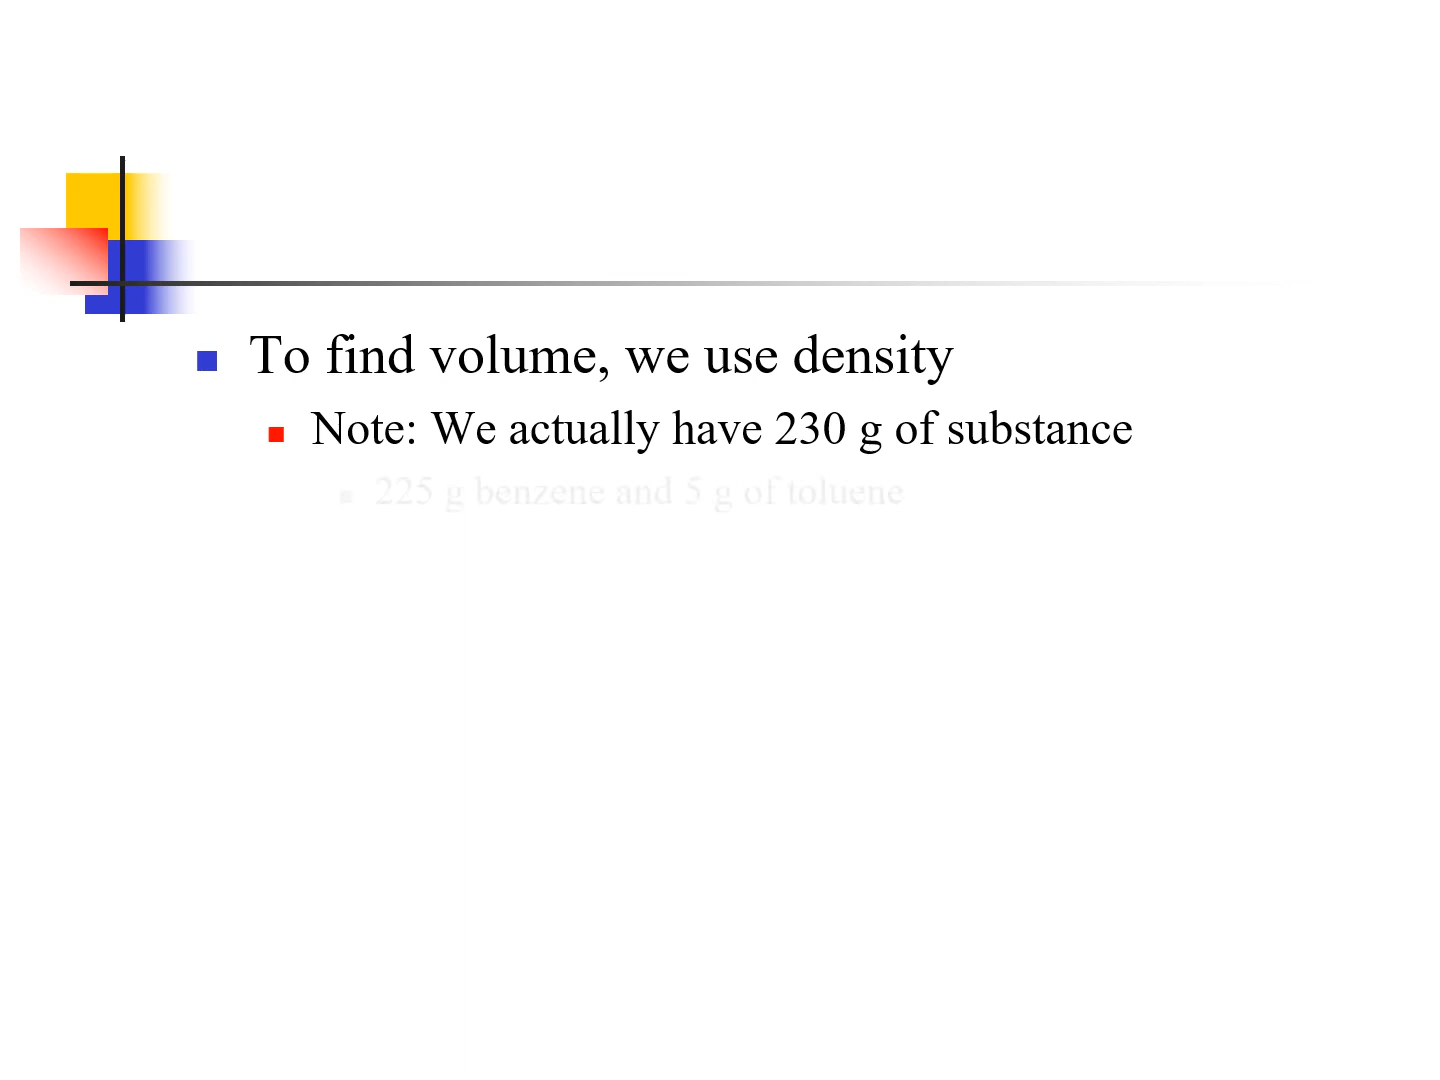 To find volume, we use density
Note: We actually have 230 g of substance
225 g benzene and 5 g of toluene